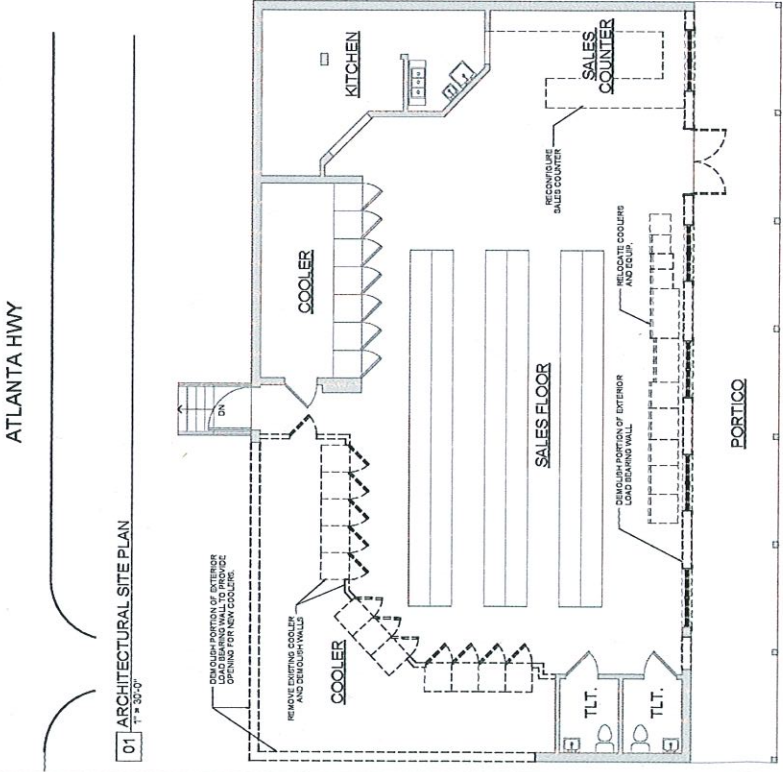 ATLANTA HWY
01
ARCHITECTURAL SITE PLAN
1" = 30'-0"
KITCHEN
SALES
COUNTER
RECONFIGURE
SALES COUNTER
COOLER
RELOCATE COOLERS
AND EQUIP.
DN
SALES FLOOR
PORTICO
DEMOLISH PORTION OF EXTERIOR
LOAD BEARING WALL
DEMOLISH PORTION OF EXTERIOR
LOAD BEARING WALL TO PROVIDE
OPENING FOR NEW COOLERS.
REMOVE EXISTING COOLER
AND DEMOLISH WALLS
COOLER
TLT.
TLT.